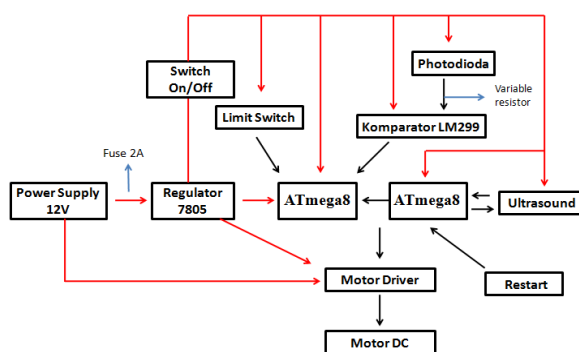 Photodioda
Switch
On/Off
Variable
resistor
Limit Switch
Komparator LM299
Fuse 2A
Power Supply
12V
Regulator
7805
ATmega8
ATmega8
Ultrasound
Motor Driver
Restart
Motor DC